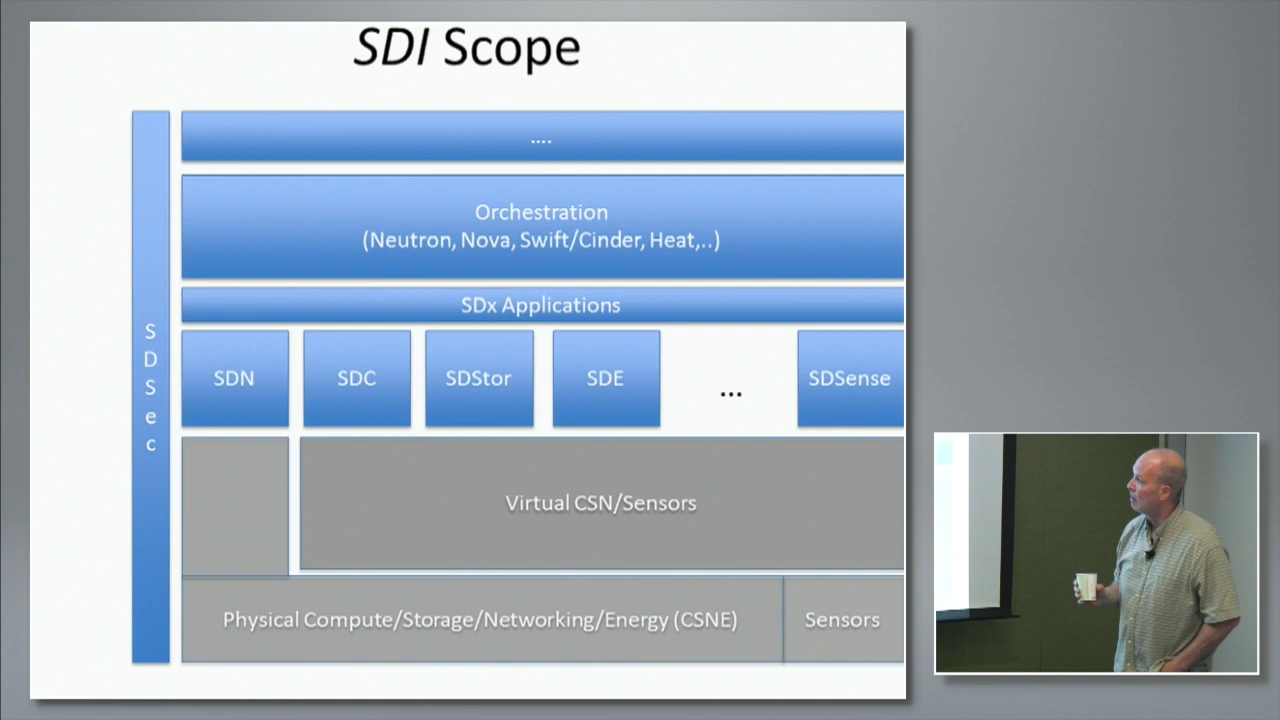 SDI Scope
....
Orchestration
(Neutron, Nova, Swift/Cinder, Heat,..)
SDx Applications
S
D
S
e
c
SDN
SDC
SDStor
SDE
...
SDSense
Virtual CSN/Sensors
Physical Compute/Storage/Networking/Energy (CSNE)
Sensors